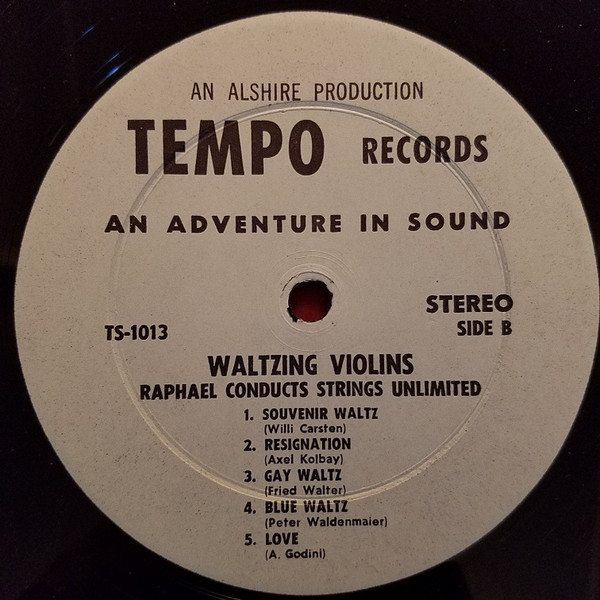 AN ALSHIRE PRODUCTION
TEMPO RECORDS
AN ADVENTURE IN SOUND
STEREO
TS-1013 SIDE B
WALTZING VIOLINS
RAPHAEL CONDUCTS STRINGS UNLIMITED
1. SOUVENIR WALTZ
(Willi Carsten)
2. RESIGNATION
(Axel Kolbay)
3. GAY WALTZ
(Fried Walter)
4. BLUE WALTZ
(Peter Waldenmaier)
5. LOVE
(A. Godini)